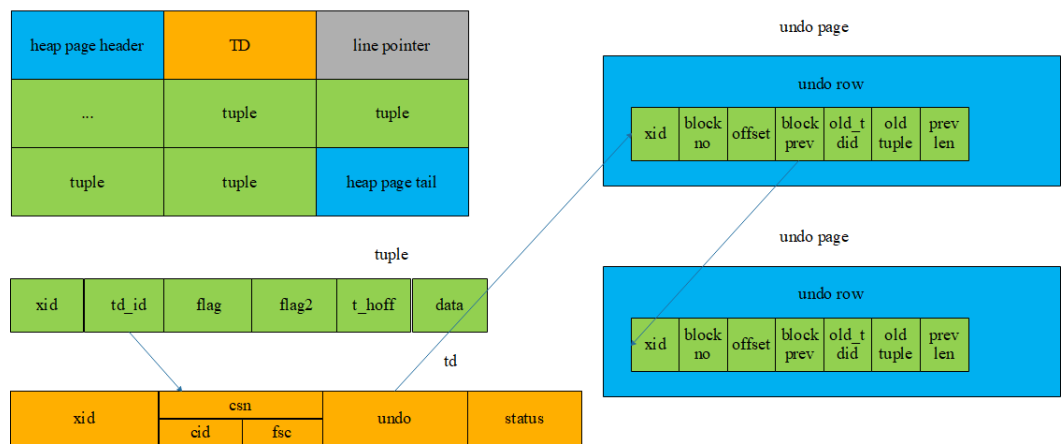 heap page header
TD
line pointer
...
tuple
tuple
tuple
tuple
heap page tail
tuple
xid
td_id
flag
flag2
t_hoff
data
td
xid
csn
cid
fsc
undo
status
undo page
undo row
xid
block
no
offset
block
prev
old_t
did
old
tuple
prev
len
undo page
undo row
xid
block
no
offset
block
prev
old_t
did
old
tuple
prev
len